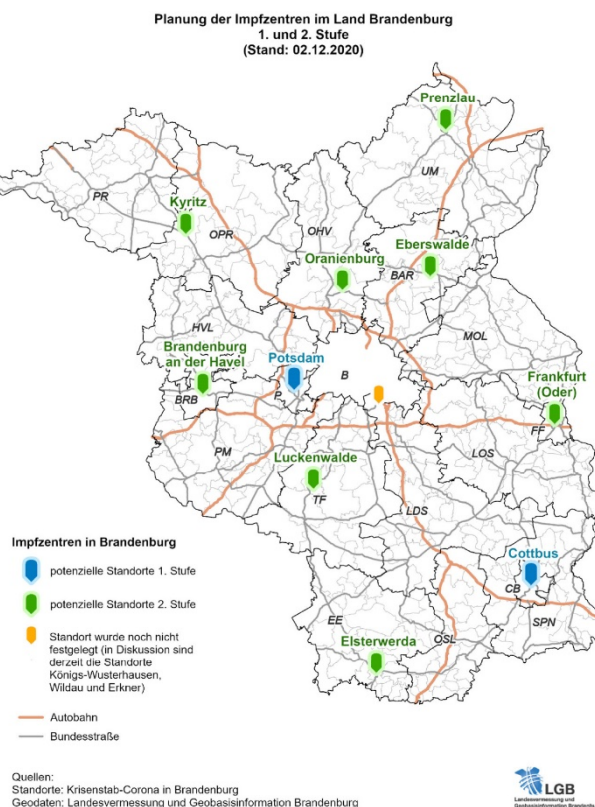 Planung der Impfzentren im Land Brandenburg
1. und 2. Stufe
(Stand: 02.12.2020)
Prenzlau
UM
PR
Kyritz
OPR
OHV
Oranienburg
Eberswalde
BAR
HVL
MOL
Brandenburg
an der Havel
Potsdam
B
Frankfurt
(Oder)
BRB
P
FF
PM
Luckenwalde
LOS
TF
LDS
Impfzentren in Brandenburg
potenzielle Standorte 1. Stufe
potenzielle Standorte 2. Stufe
Standort wurde noch nicht
festgelegt (in Diskussion sind
derzeit die Standorte
Königs-Wusterhausen,
Wildau und Erkner)
Cottbus
CB
SPN
EE
Elsterwerda
OSL
Autobahn
Bundesstraße
Quellen:
Standorte: Krisenstab-Corona in Brandenburg
Geodaten: Landesvermessung und Geobasisinformation Brandenburg
LGB
Landesvermessung und
Geobasisinformation Brandenburg